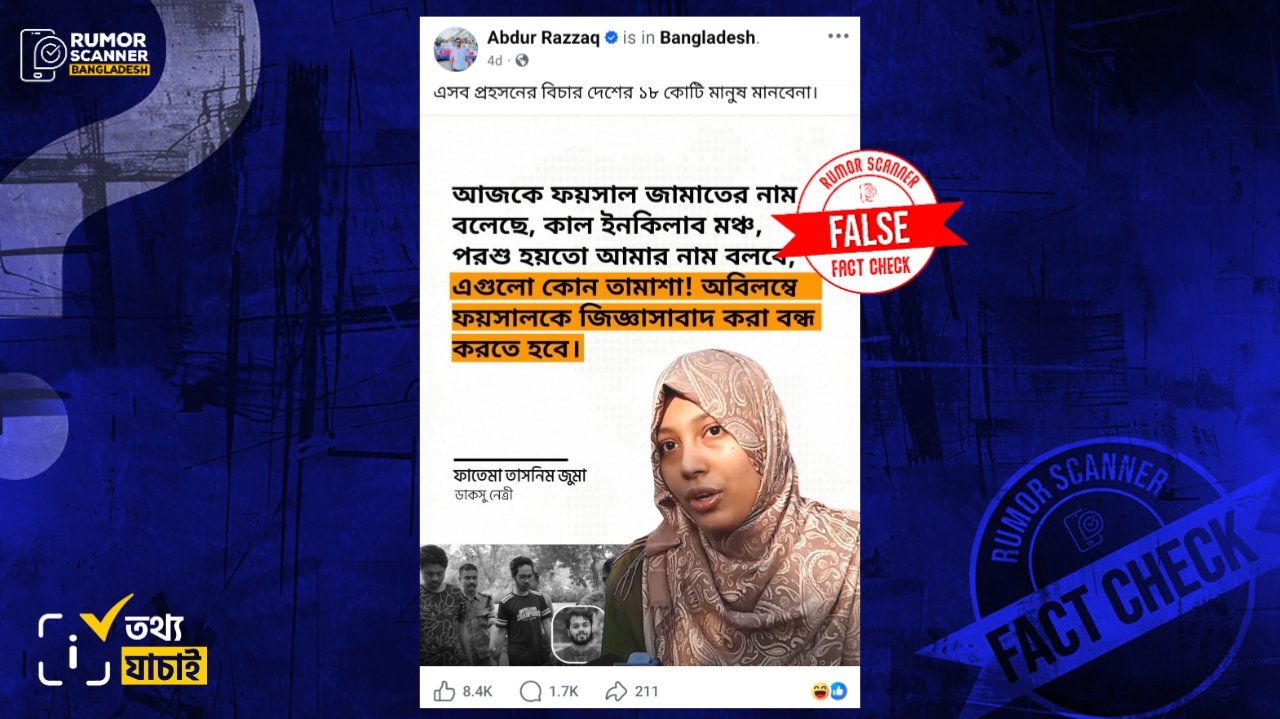 RUMOR
SCANNER
BANGLADESH
Abdur Razzaq is in Bangladesh.
4d
এসব প্রহসনের বিচার দেশের ১৮ কোটি মানুষ মানবেনা।
আজকে ফয়সাল জামাতের নাম
বলেছে, কাল ইনকিলাব মঞ্চ,
পরশু হয়তো আমার নাম বলবে,
এগুলো কোন তামাশা! অবিলম্বে
ফয়সালকে জিজ্ঞাসাবাদ করা বন্ধ
করতে হবে।
RUMOR SCANNER
FALSE
FACT CHECK
ফাতেমা তাসনিম জুমা
ডাকসু নেত্রী
8.4K 1.7K 211
তথ্য
যাচাই
RUMOR SCANNER
FACT CHECK